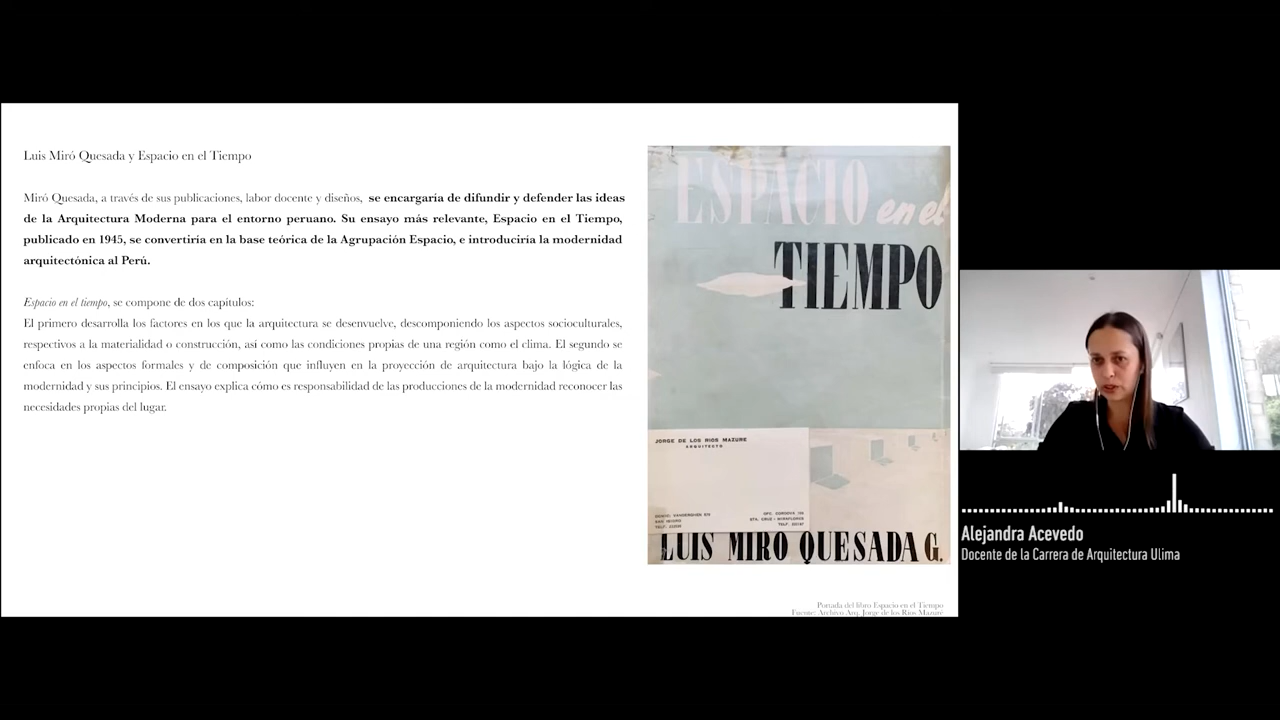 Luis Miró Quesada y Espacio en el Tiempo
Miró Quesada, a través de sus publicaciones, labor docente y diseños, se encargaría de difundir y defender las ideas
de la Arquitectura Moderna para el entorno peruano. Su ensayo más relevante, Espacio en el Tiempo,
publicado en 1945, se convertiría en la base teórica de la Agrupación Espacio, e introduciría la modernidad
arquitectónica al Perú.
Espacio en el tiempo, se compone de dos capítulos:
El primero desarrolla los factores en los que la arquitectura se desenvuelve, descomponiendo los aspectos socioculturales,
respectivos a la materialidad o construcción, así como las condiciones propias de una región como el clima. El segundo se
enfoca en los aspectos formales y de composición que influyen en la proyección de arquitectura bajo la lógica de la
modernidad y sus principios. El ensayo explica cómo es responsabilidad de las producciones de la modernidad reconocer las
necesidades propias del lugar.
ESPACIO en el
TIEMPO
JORGE DE LOS RIOS MAZURE
ARQUITECTO
SAN ISIDRO
STA. CRUZ - MIRAFLORES
TELF.
TELF.
LUIS MIRO QUESADA G.
Portada del libro Espacio en el Tiempo
Fuente: Archivo Arq. Jorge de los Rios Mazuré
Alejandra Acevedo
Docente de la Carrera de Arquitectura Ulima